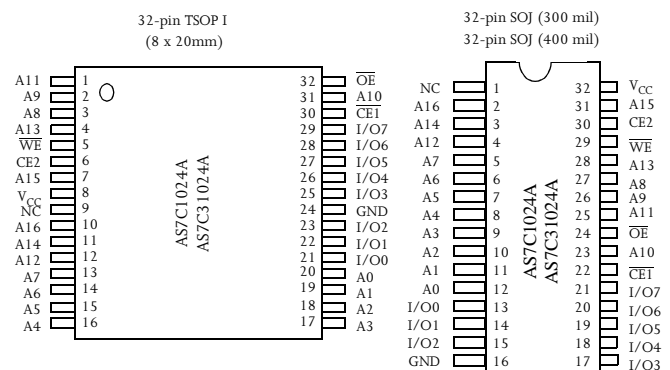 32-pin TSOP I
(8 x 20mm)
A11 1 32 O̅E̅
A9 2 31 A10
A8 3 30 C̅E̅1̅
A13 4 29 I/O7
W̅E̅ 5 28 I/O6
CE2 6 27 I/O5
A15 7 26 I/O4
VCC 8 25 I/O3
NC 9 24 GND
A16 10 23 I/O2
A14 11 22 I/O1
A12 12 21 I/O0
A7 13 20 A0
A6 14 19 A1
A5 15 18 A2
A4 16 17 A3
AS7C1024A
AS7C31024A
32-pin SOJ (300 mil)
32-pin SOJ (400 mil)
NC 1 32 VCC
A16 2 31 A15
A14 3 30 CE2
A12 4 29 W̅E̅
A7 5 28 A13
A6 6 27 A8
A5 7 26 A9
A4 8 25 A11
A3 9 24 O̅E̅
A2 10 23 A10
A1 11 22 C̅E̅1̅
A0 12 21 I/O7
I/O0 13 20 I/O6
I/O1 14 19 I/O5
I/O2 15 18 I/O4
GND 16 17 I/O3
AS7C1024A
AS7C31024A